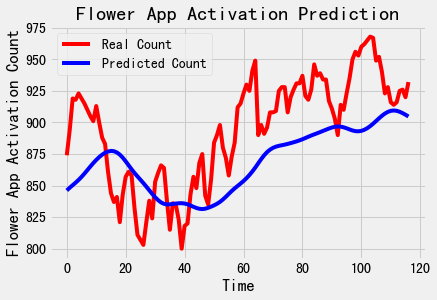 Flower App Activation Prediction
Flower App Activation Count
975
950
925
900
875
850
825
800
Real Count
Predicted Count
0 20 40 60 80 100 120
Time